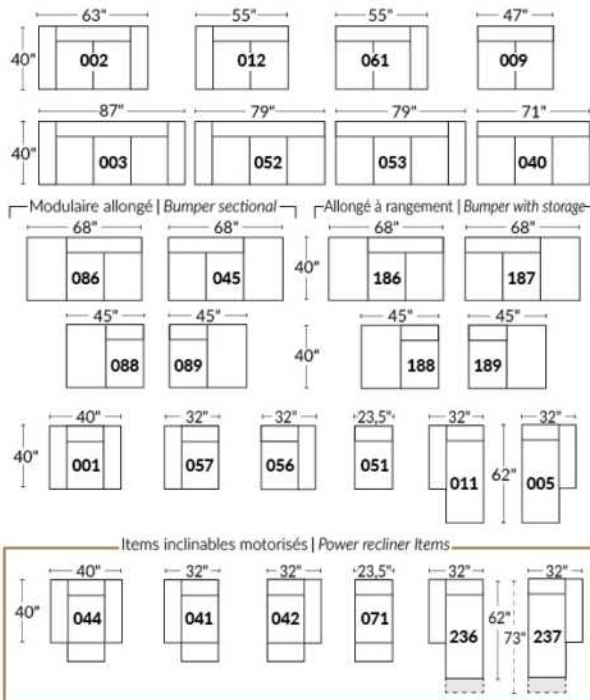 63" 55" 55" 47"
40" 002 012 061 009
87" 79" 79" 71"
40" 003 052 053 040
Modulaire allongé | Bumper sectional Allongé à rangement | Bumper with storage
68" 68" 68" 68"
086 045 40" 186 187
45" 45" 45" 45"
088 089 40" 188 189
40" 32" 32" 23,5" 32" 32"
40" 001 057 056 051 011 62" 005
Items inclinables motorisés | Power recliner Items
40" 32" 32" 23,5" 32" 32"
40" 044 041 042 071 236 62" 73" 237